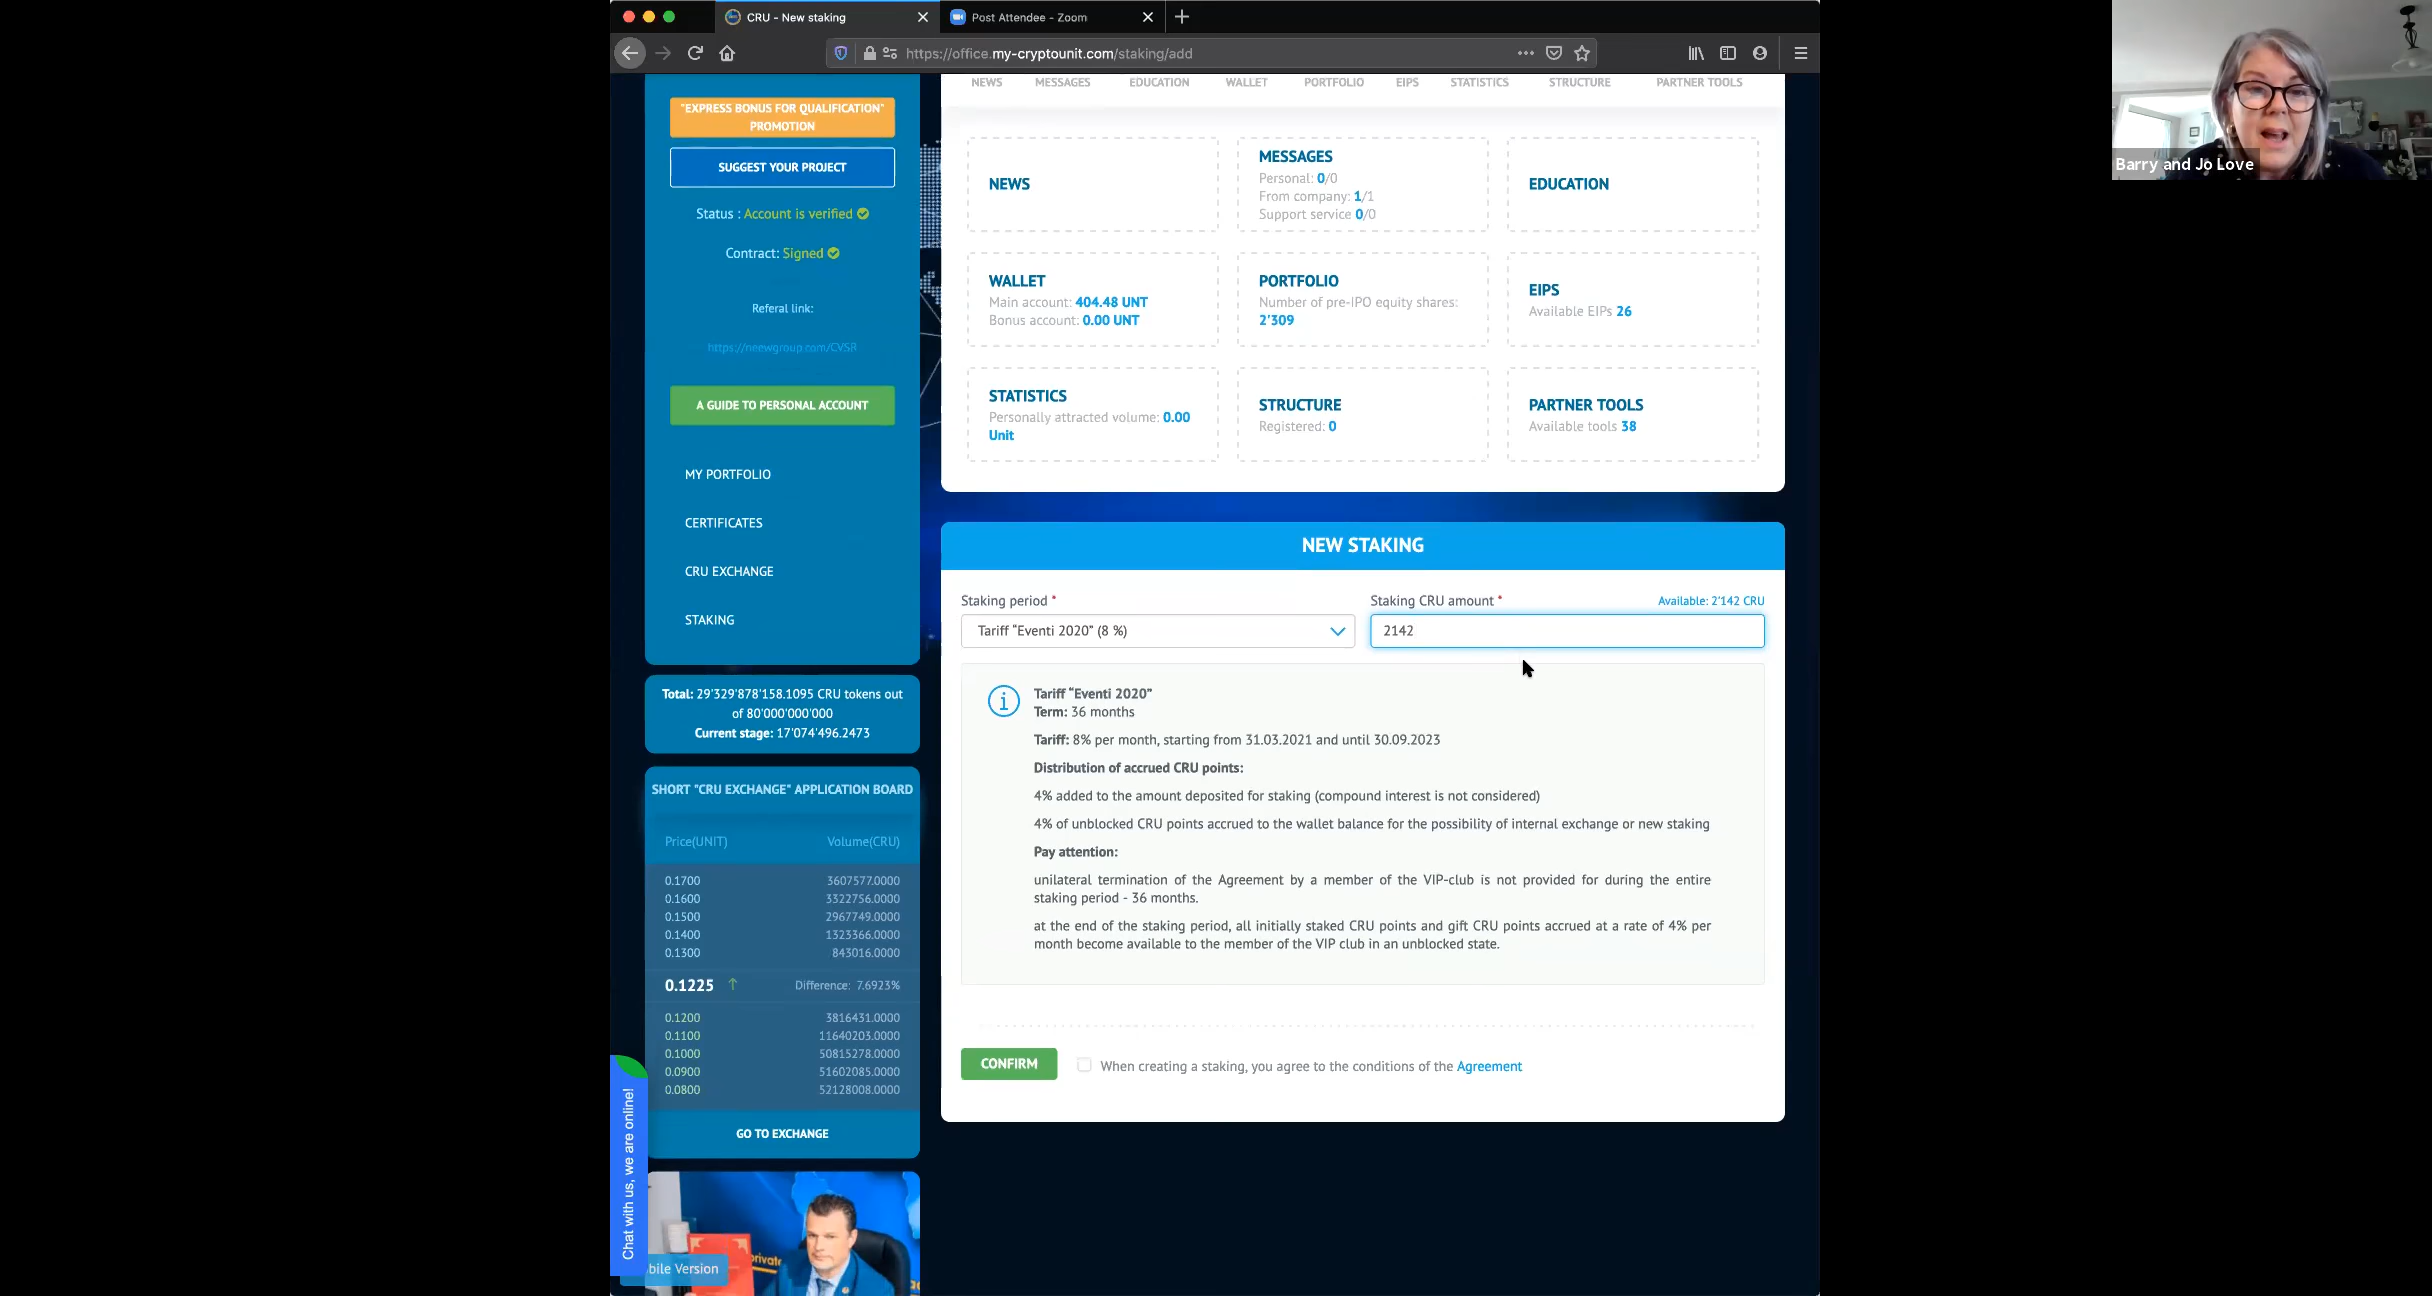 CRU - New staking
Post Attendee - Zoom
https://office.my-cryptounit.com/staking/add
Barry and Jo Love
"EXPRESS BONUS FOR QUALIFICATION"
PROMOTION
SUGGEST YOUR PROJECT
Status : Account is verified
Contract: Signed
Referal link:
https://neewgroup.com/CVSR
A GUIDE TO PERSONAL ACCOUNT
MY PORTFOLIO
CERTIFICATES
CRU EXCHANGE
STAKING
Total: 29'329'878'158.1095 CRU tokens out
of 80'000'000'000
Current stage: 17'074'496.2473
SHORT "CRU EXCHANGE" APPLICATION BOARD
Price(UNIT) Volume(CRU)
0.1700 3607577.0000
0.1600 3322756.0000
0.1500 2967749.0000
0.1400 1323366.0000
0.1300 843016.0000
0.1225 Difference: 7.6923%
0.1200 3816431.0000
0.1100 11640203.0000
0.1000 50815278.0000
0.0900 51602085.0000
0.0800 52128008.0000
GO TO EXCHANGE
Chat with us, we are online!
bile Version
NEWS MESSAGES EDUCATION WALLET PORTFOLIO EIPS STATISTICS STRUCTURE PARTNER TOOLS
NEWS
MESSAGES
Personal: 0/0
From company: 1/1
Support service 0/0
EDUCATION
WALLET
Main account: 404.48 UNT
Bonus account: 0.00 UNT
PORTFOLIO
Number of pre-IPO equity shares:
2'309
EIPS
Available EIPs 26
STATISTICS
Personally attracted volume: 0.00
Unit
STRUCTURE
Registered: 0
PARTNER TOOLS
Available tools 38
NEW STAKING
Staking period *
Tariff “Eventi 2020” (8 %)
Staking CRU amount * Available: 2'142 CRU
2142
Tariff “Eventi 2020”
Term: 36 months
Tariff: 8% per month, starting from 31.03.2021 and until 30.09.2023
Distribution of accrued CRU points:
4% added to the amount deposited for staking (compound interest is not considered)
4% of unblocked CRU points accrued to the wallet balance for the possibility of internal exchange or new staking
Pay attention:
unilateral termination of the Agreement by a member of the VIP-club is not provided for during the entire
staking period - 36 months.
at the end of the staking period, all initially staked CRU points and gift CRU points accrued at a rate of 4% per
month become available to the member of the VIP club in an unblocked state.
CONFIRM
When creating a staking, you agree to the conditions of the Agreement